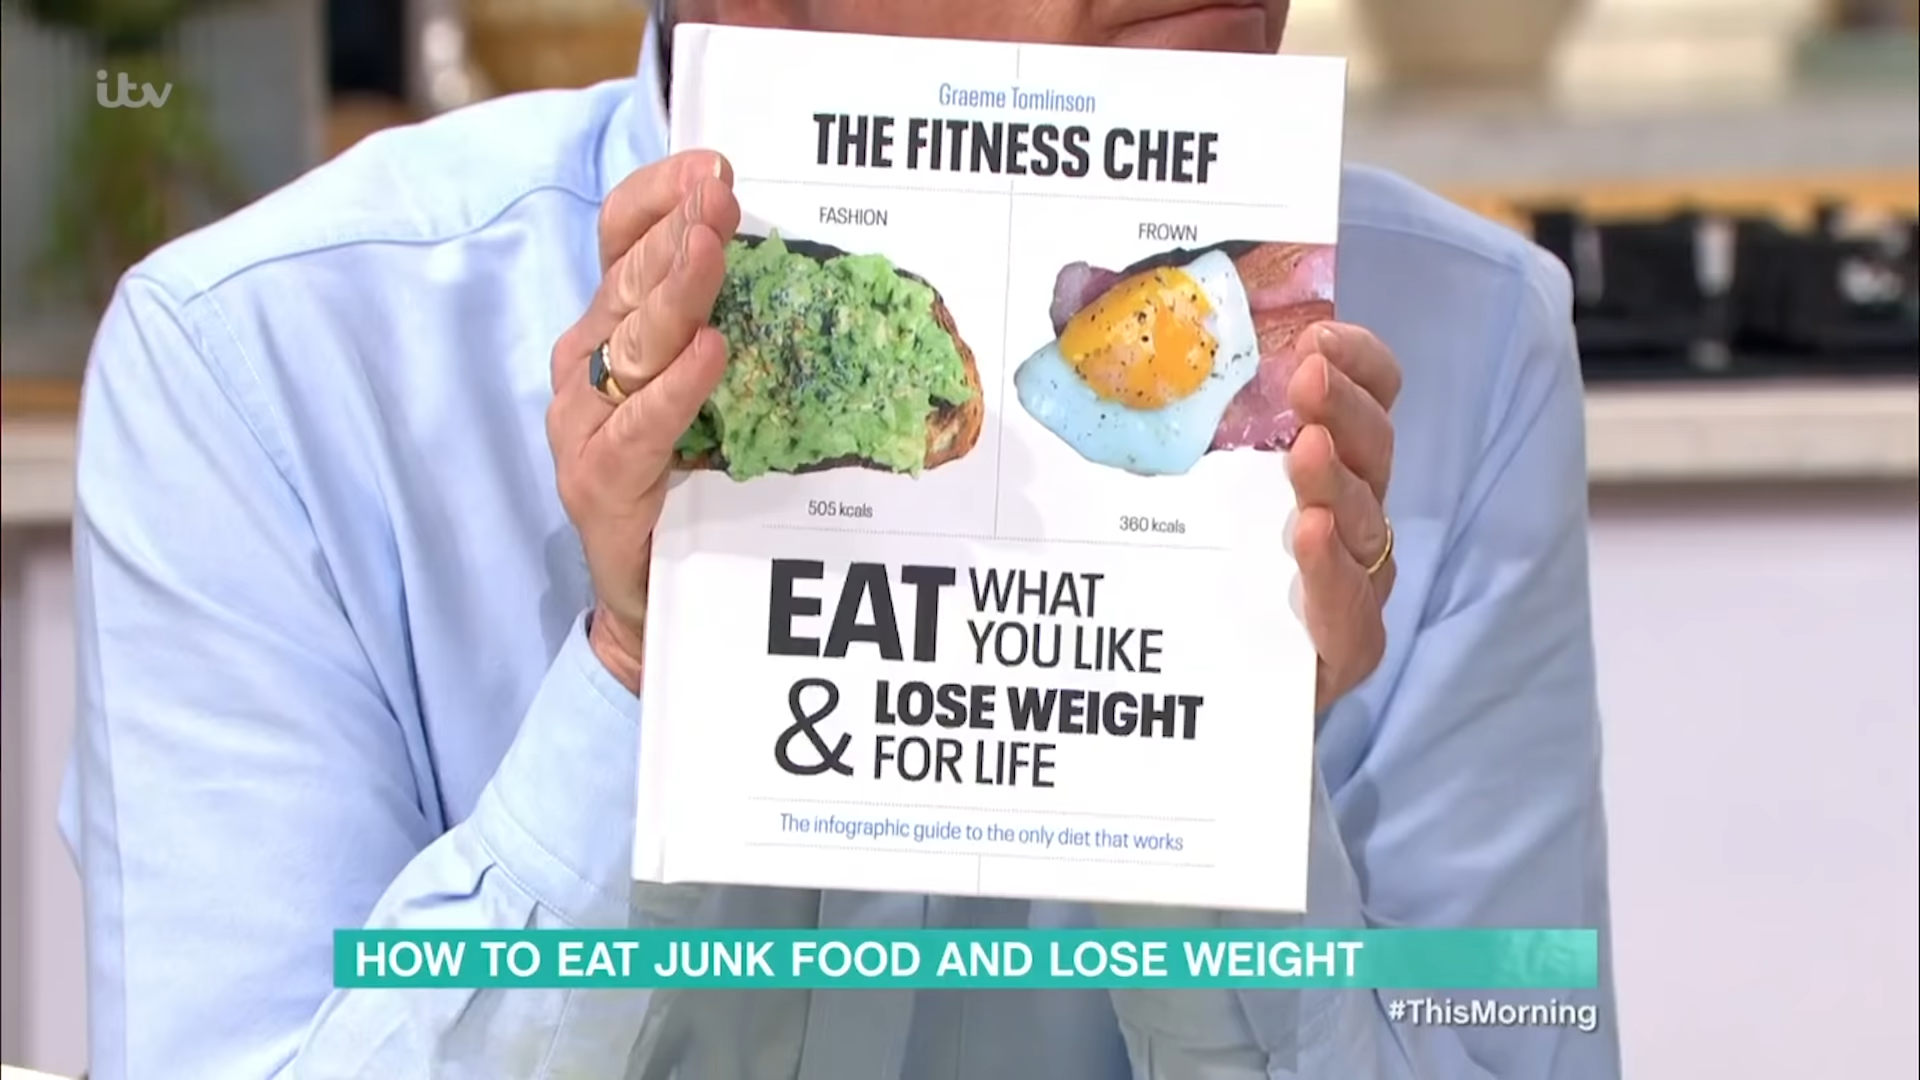 itv
Graeme Tomlinson
THE FITNESS CHEF
FASHION
FROWN
505 kcals
360 kcals
EAT WHAT
YOU LIKE
& LOSE WEIGHT
FOR LIFE
The infographic guide to the only diet that works
HOW TO EAT JUNK FOOD AND LOSE WEIGHT
#ThisMorning